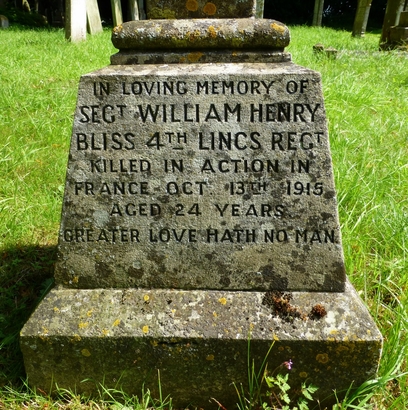 IN LOVING MEMORY OF
SEGT WILLIAM HENRY
BLISS 4TH LINCS REGT
KILLED IN ACTION IN
FRANCE OCT. 13TH 1915
AGED 24 YEARS
GREATER LOVE HATH NO MAN